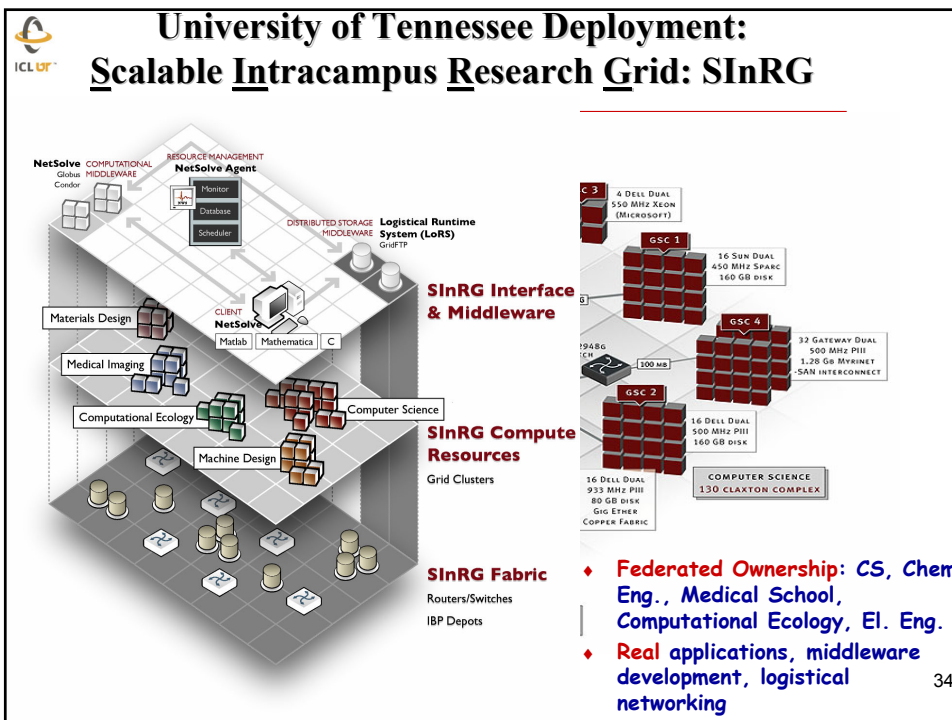 University of Tennessee Deployment:
Scalable Intracampus Research Grid: SInRG
ICL UT
NetSolve
Globus
Condor
COMPUTATIONAL
MIDDLEWARE
RESOURCE MANAGEMENT
NetSolve Agent
Monitor
Database
Scheduler
DISTRIBUTED STORAGE
MIDDLEWARE
Logistical Runtime
System (LoRS)
GridFTP
CLIENT
NetSolve
Matlab
Mathematica
C
SInRG Interface
& Middleware
Materials Design
Medical Imaging
Computational Ecology
Computer Science
Machine Design
SInRG Compute
Resources
Grid Clusters
SInRG Fabric
Routers/Switches
IBP Depots
C 3
4 DELL DUAL
550 MHZ XEON
(MICROSOFT)
GSC 1
16 SUN DUAL
450 MHZ SPARC
160 GB DISK
GSC 4
32 GATEWAY DUAL
500 MHZ PIII
1.28 GB MYRINET
-SAN INTERCONNECT
2948G
100 MB
GSC 2
16 DELL DUAL
500 MHZ PIII
160 GB DISK
16 DELL DUAL
933 MHZ PIII
80 GB DISK
GIG ETHER
COPPER FABRIC
COMPUTER SCIENCE
130 CLAXTON COMPLEX
♦ Federated Ownership: CS, Chem
Eng., Medical School,
Computational Ecology, El. Eng.
♦ Real applications, middleware
development, logistical
networking
34